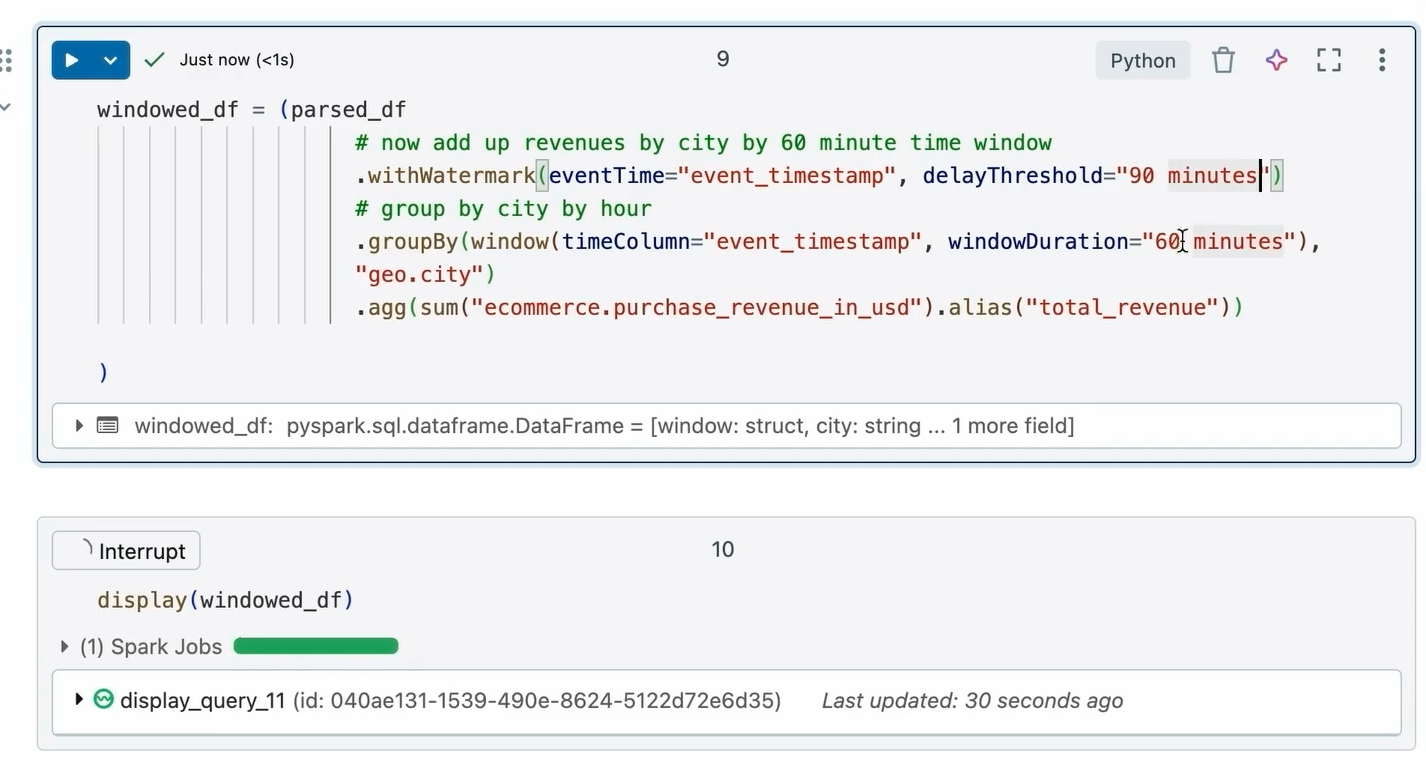 Just now (<1s)
9
Python
windowed_df = (parsed_df
# now add up revenues by city by 60 minute time window
.withWatermark(eventTime="event_timestamp", delayThreshold="90 minutes")
# group by city by hour
.groupBy(window(timeColumn="event_timestamp", windowDuration="60 minutes"),
"geo.city")
.agg(sum("ecommerce.purchase_revenue_in_usd").alias("total_revenue"))
)
windowed_df: pyspark.sql.dataframe.DataFrame = [window: struct, city: string ... 1 more field]
Interrupt
10
display(windowed_df)
(1) Spark Jobs
display_query_11 (id: 040ae131-1539-490e-8624-5122d72e6d35) Last updated: 30 seconds ago